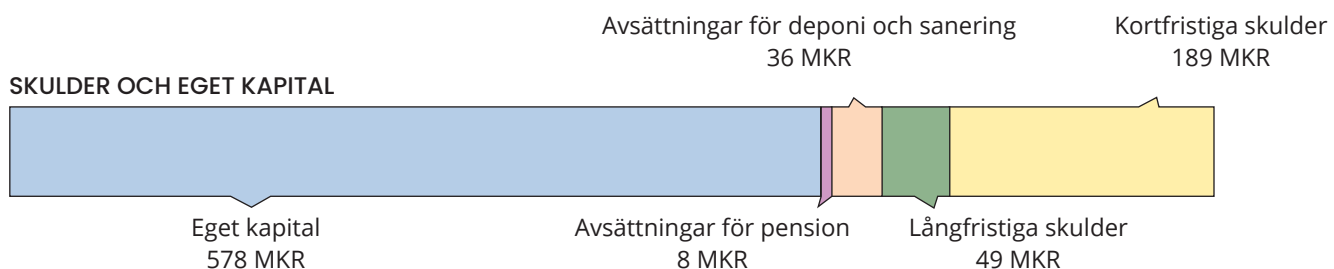 Avsättningar för deponi och sanering
36 MKR
Kortfristiga skulder
189 MKR
SKULDER OCH EGET KAPITAL
Eget kapital
578 MKR
Avsättningar för pension
8 MKR
Långfristiga skulder
49 MKR